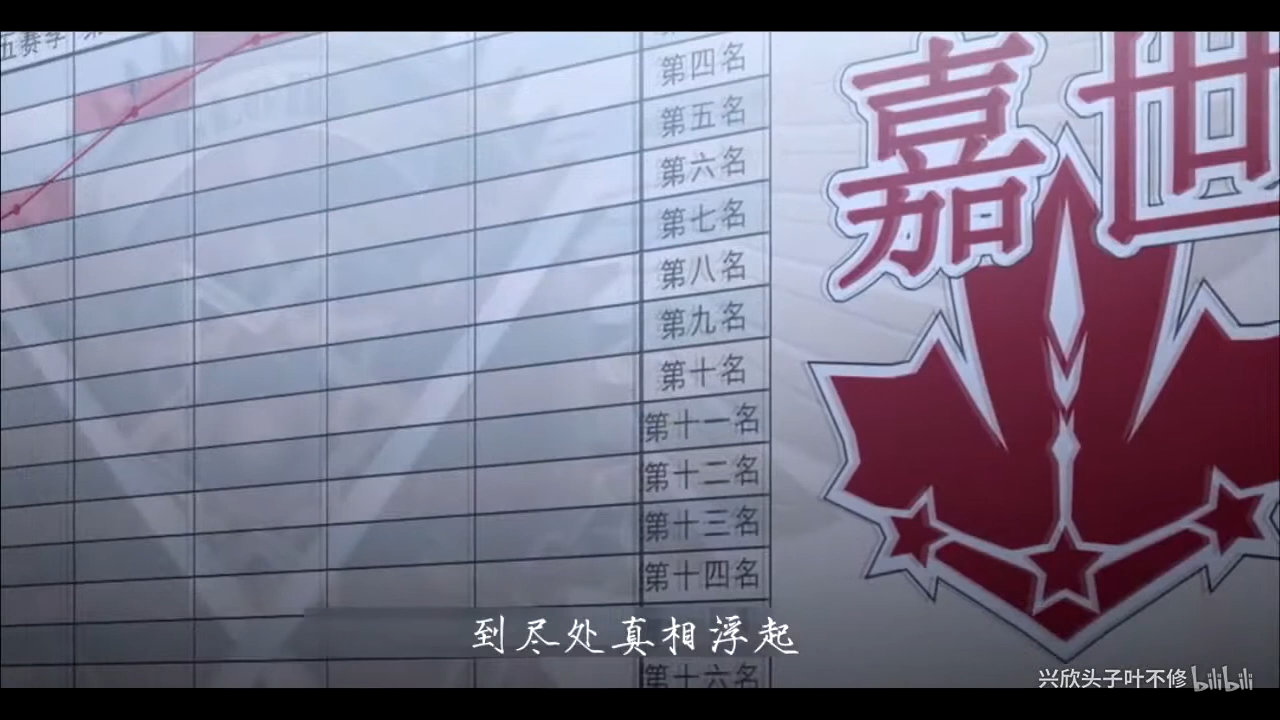 五赛季
第四名
第五名
第六名
第七名
第八名
第九名
第十名
第十一名
第十二名
第十三名
第十四名
第十六名
嘉世
到尽处真相浮起
兴欣头子叶不修 bilibili